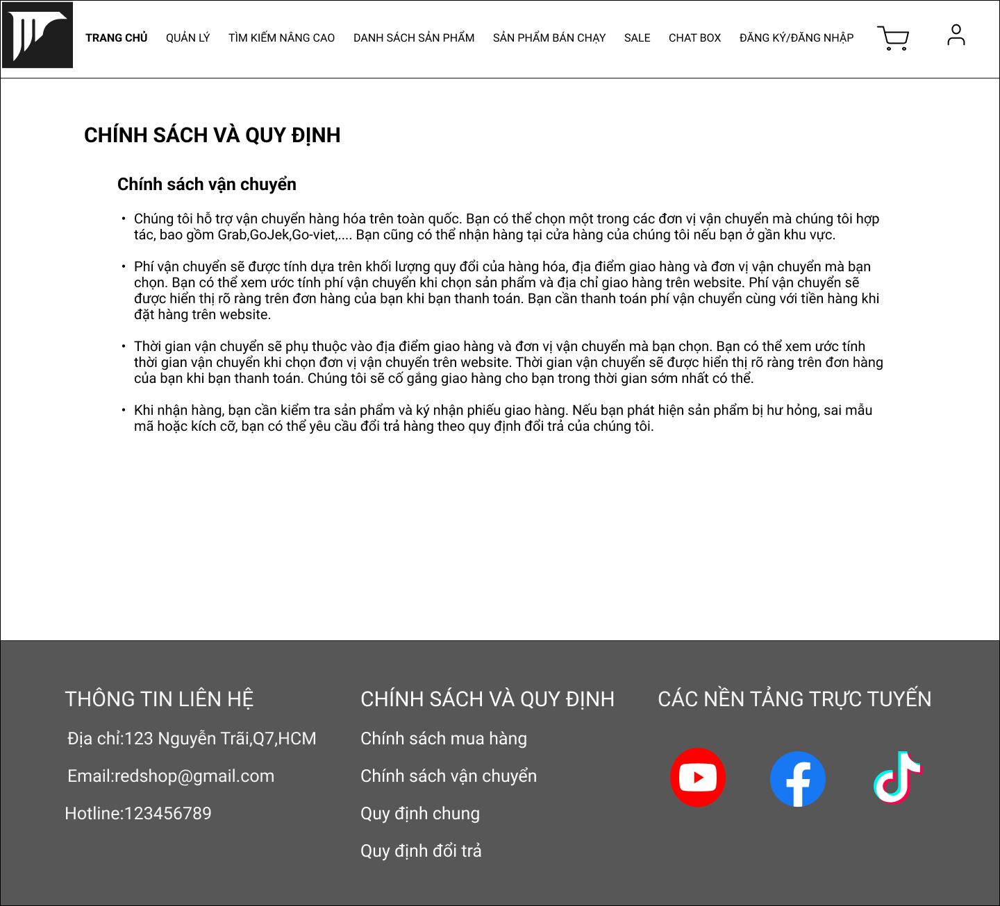 TRANG CHỦ QUẢN LÝ TÌM KIẾM NÂNG CAO DANH SÁCH SẢN PHẨM SẢN PHẨM BÁN CHẠY SALE CHAT BOX ĐĂNG KÝ/ĐĂNG NHẬP
CHÍNH SÁCH VÀ QUY ĐỊNH
Chính sách vận chuyển
• Chúng tôi hỗ trợ vận chuyển hàng hóa trên toàn quốc. Bạn có thể chọn một trong các đơn vị vận chuyển mà chúng tôi hợp
tác, bao gồm Grab,GoJek,Go-viet,.... Bạn cũng có thể nhận hàng tại cửa hàng của chúng tôi nếu bạn ở gần khu vực.
• Phí vận chuyển sẽ được tính dựa trên khối lượng quy đổi của hàng hóa, địa điểm giao hàng và đơn vị vận chuyển mà bạn
chọn. Bạn có thể xem ước tính phí vận chuyển khi chọn sản phẩm và địa chỉ giao hàng trên website. Phí vận chuyển sẽ
được hiển thị rõ ràng trên đơn hàng của bạn khi bạn thanh toán. Bạn cần thanh toán phí vận chuyển cùng với tiền hàng khi
đặt hàng trên website.
• Thời gian vận chuyển sẽ phụ thuộc vào địa điểm giao hàng và đơn vị vận chuyển mà bạn chọn. Bạn có thể xem ước tính
thời gian vận chuyển khi chọn đơn vị vận chuyển trên website. Thời gian vận chuyển sẽ được hiển thị rõ ràng trên đơn hàng
của bạn khi bạn thanh toán. Chúng tôi sẽ cố gắng giao hàng cho bạn trong thời gian sớm nhất có thể.
• Khi nhận hàng, bạn cần kiểm tra sản phẩm và ký nhận phiếu giao hàng. Nếu bạn phát hiện sản phẩm bị hư hỏng, sai mẫu
mã hoặc kích cỡ, bạn có thể yêu cầu đổi trả hàng theo quy định đổi trả của chúng tôi.
THÔNG TIN LIÊN HỆ
Địa chỉ:123 Nguyễn Trãi,Q7,HCM
Email:redshop@gmail.com
Hotline:123456789
CHÍNH SÁCH VÀ QUY ĐỊNH
Chính sách mua hàng
Chính sách vận chuyển
Quy định chung
Quy định đổi trả
CÁC NỀN TẢNG TRỰC TUYẾN